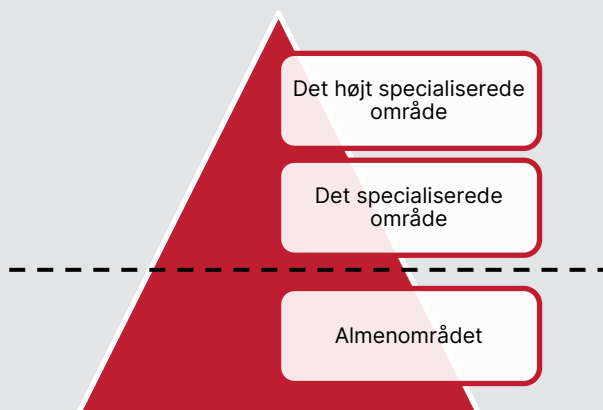 Det højt specialiserede
område
Det specialiserede
område
Almenområdet